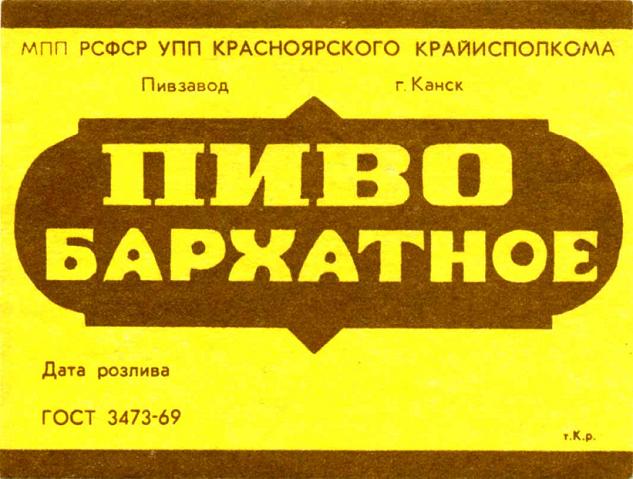 МПП РСФСР УПП КРАСНОЯРСКОГО КРАЙИСПОЛКОМА
Пивзавод г. Канск
ПИВО
БАРХАТНОЕ
Дата розлива
ГОСТ 3473-69
т.К.р.